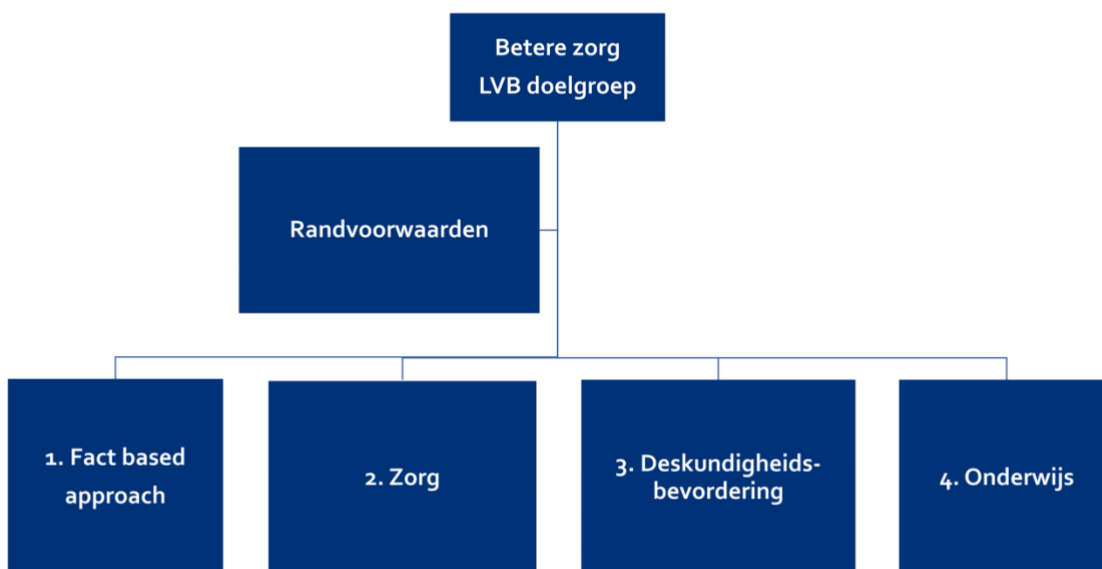 Betere zorg
LVB doelgroep
Randvoorwaarden
1. Fact based
approach
2. Zorg
3. Deskundigheids-
bevordering
4. Onderwijs